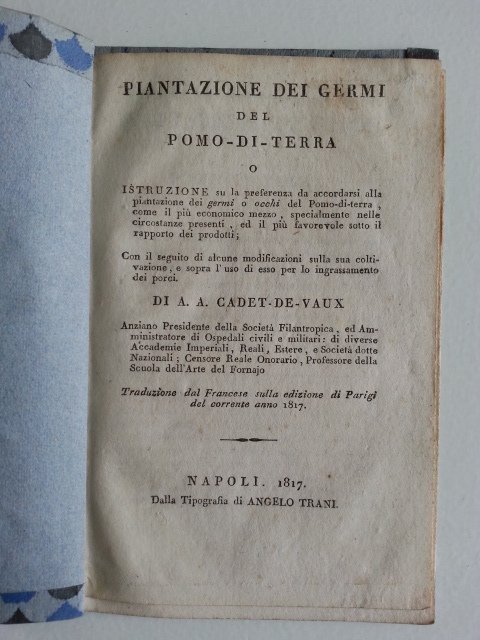 PIANTAZIONE DEI GERMI
DEL
POMO-DI-TERRA
O
ISTRUZIONE su la preferenza da accordarsi alla
piantazione dei germi o occhi del Pomo-di-terra,
come il più economico mezzo, specialmente nelle
circostanze presenti, ed il più favorevole sotto il
rapporto dei prodotti;
Con il seguito di alcune modificazioni sulla sua colti-
vazione, e sopra l'uso di esso per lo ingrassamento
dei porci.
DI A. A. CADET-DE-VAUX
Anziano Presidente della Società Filantropica, ed Am-
ministratore di Ospedali civili e militari: di diverse
Accademie Imperiali, Reali, Estere, e Società dotte
Nazionali; Censore Reale Onorario, Professore della
Scuola dell'Arte del Fornajo
Traduzione dal Francese sulla edizione di Parigi
del corrente anno 1817.
NAPOLI. 1817.
Dalla Tipografia di ANGELO TRANI.